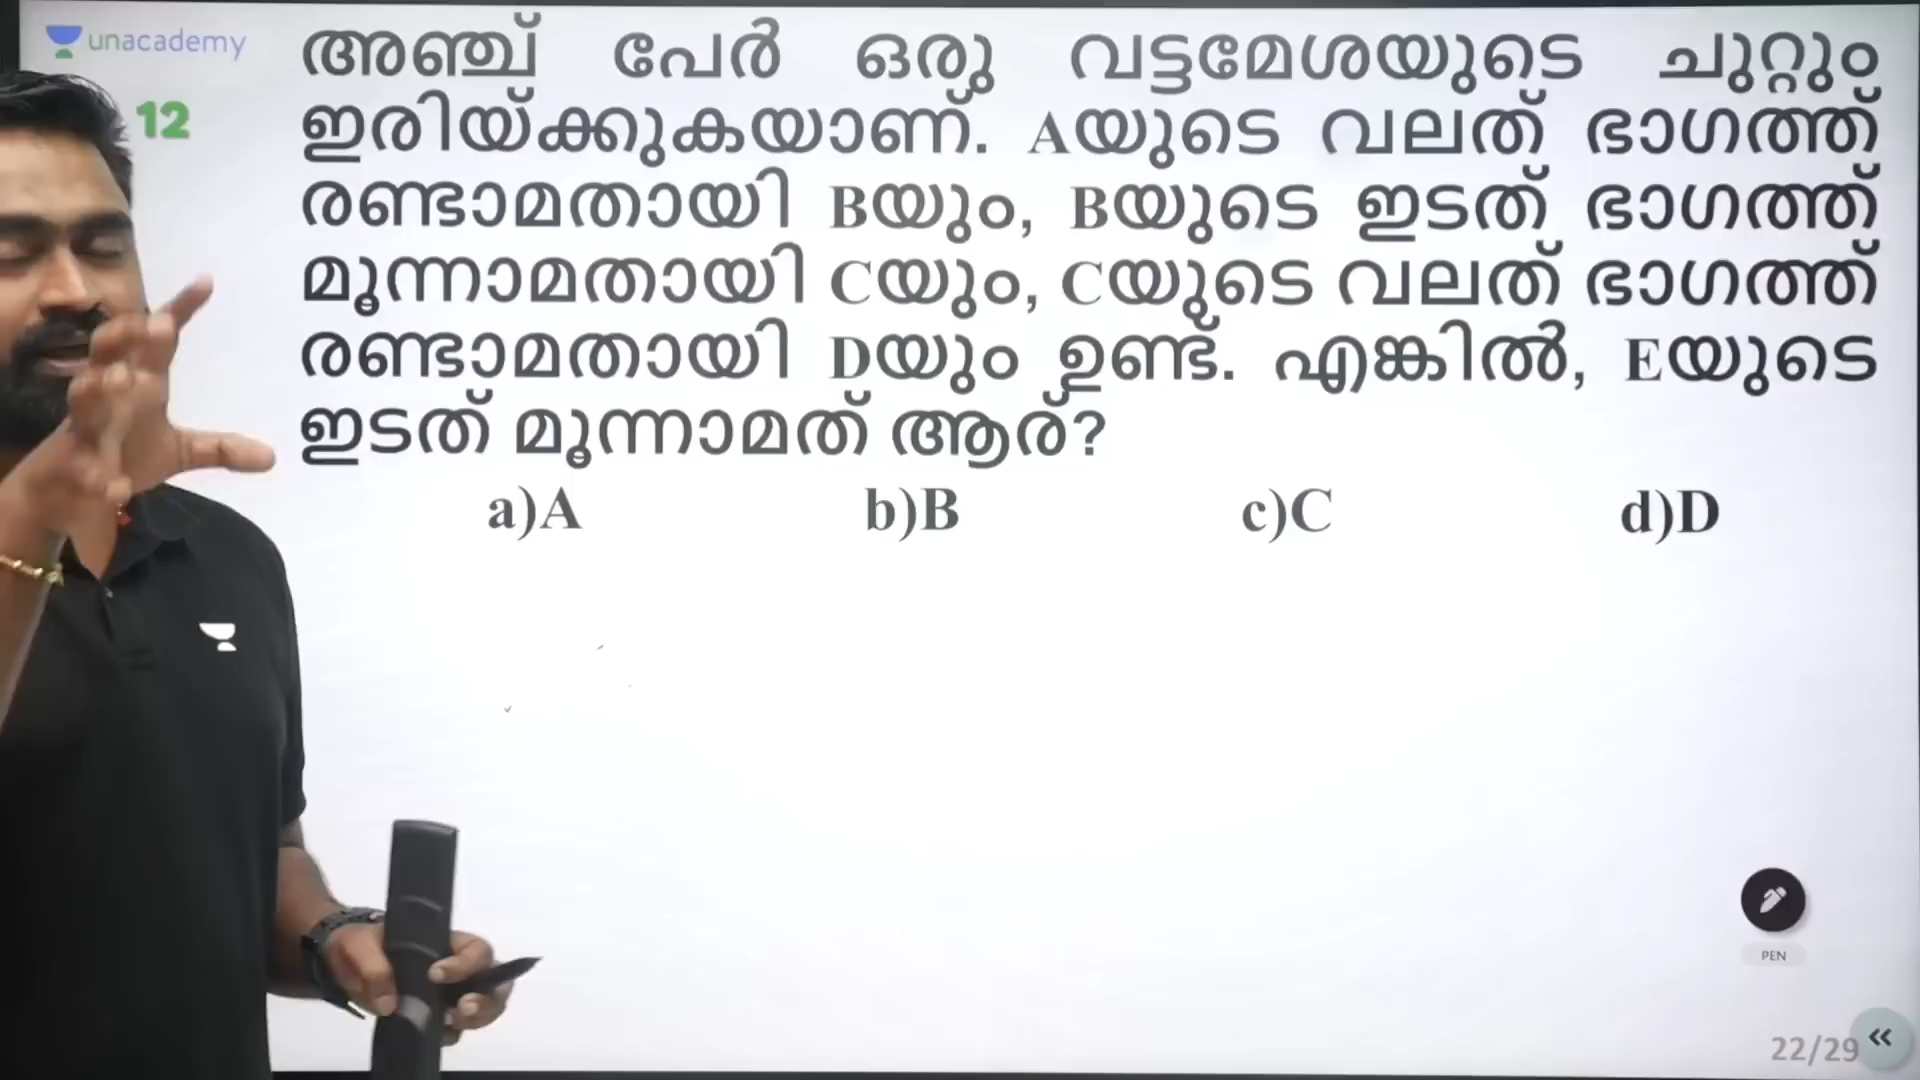 unacademy
12
അഞ്ച് പേർ ഒരു വട്ടമേശയുടെ ചുറ്റും
ഇരിയ്ക്കുകയാണ്. Aയുടെ വലത് ഭാഗത്ത്
രണ്ടാമതായി Bയും, Bയുടെ ഇടത് ഭാഗത്ത്
മൂന്നാമതായി Cയും, Cയുടെ വലത് ഭാഗത്ത്
രണ്ടാമതായി Dയും ഉണ്ട്. എങ്കിൽ, Eയുടെ
ഇടത് മൂന്നാമത് ആര്?
a)A b)B c)C d)D
PEN
22/29